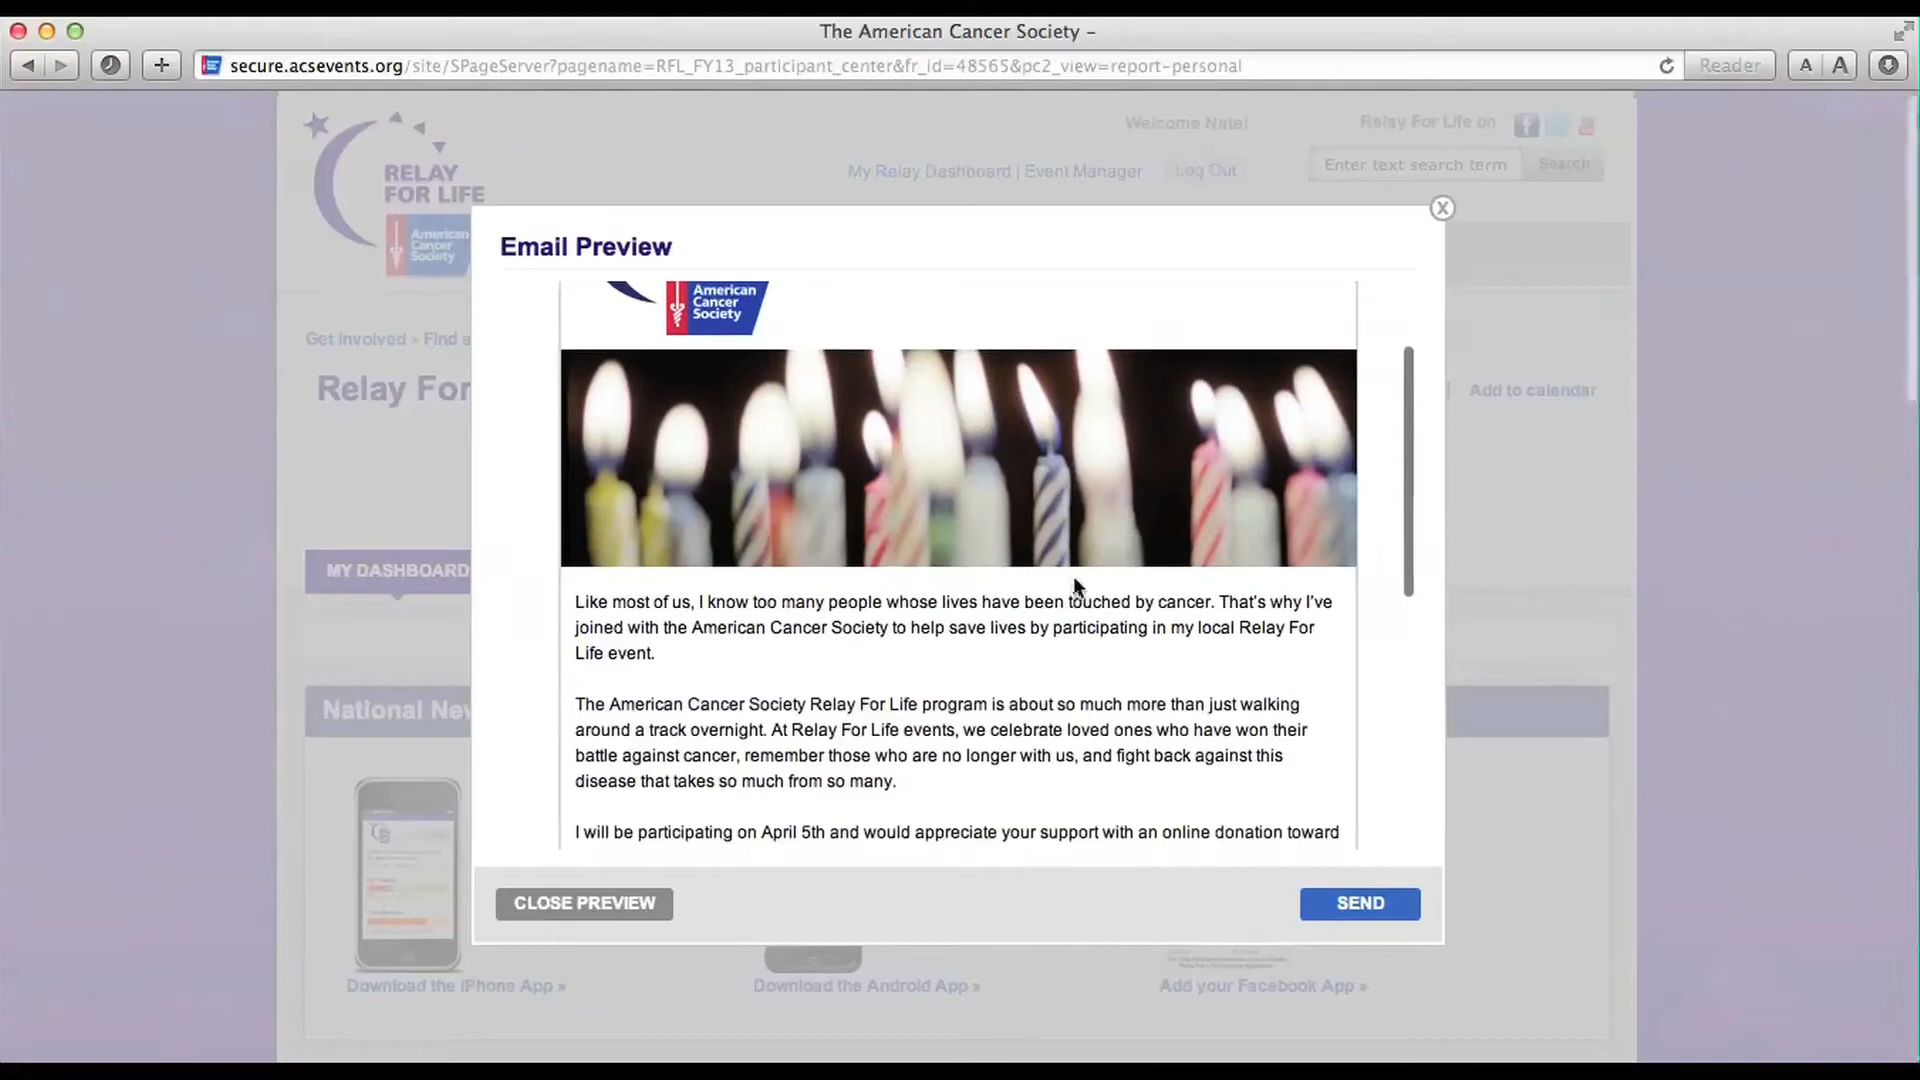 The American Cancer Society –
secure.acsevents.org/site/SPageServer?pagename=RFL_FY13_participant_center&fr_id=48565&pc2_view=report-personal
Reader
A A
Welcome Nate!
Relay For Life on
My Relay Dashboard | Event Manager
Log Out
Enter text search term
Search
RELAY
FOR LIFE
American
Cancer
Society
Email Preview
X
American
Cancer
Society
Get Involved > Find a
Relay For
Add to calendar
MY DASHBOARD
Like most of us, I know too many people whose lives have been touched by cancer. That's why I've
joined with the American Cancer Society to help save lives by participating in my local Relay For
Life event.
The American Cancer Society Relay For Life program is about so much more than just walking
around a track overnight. At Relay For Life events, we celebrate loved ones who have won their
battle against cancer, remember those who are no longer with us, and fight back against this
disease that takes so much from so many.
I will be participating on April 5th and would appreciate your support with an online donation toward
National Nev
CLOSE PREVIEW
SEND
Download the iPhone App »
Download the Android App »
Add your Facebook App »